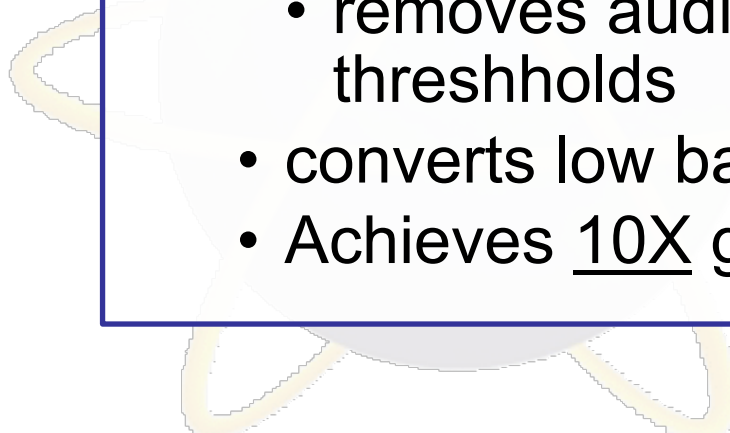 • removes audi
threshholds
• converts low ba
• Achieves 10X g